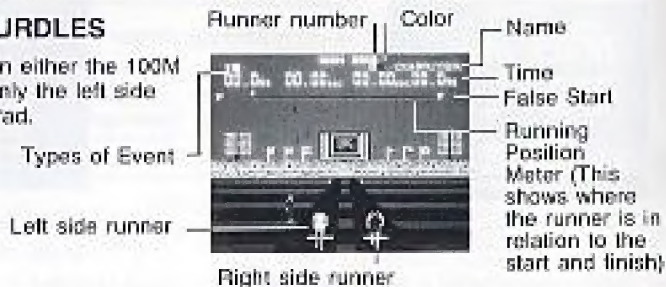 URDLES
n either the 100M
nly the left side
ad.
Runner number
Color
Name
Time
False Start
Running
Position
Meter (This
shows where
the runner is in
relation to the
start and finish)
Types of Event
Left side runner
Right side runner